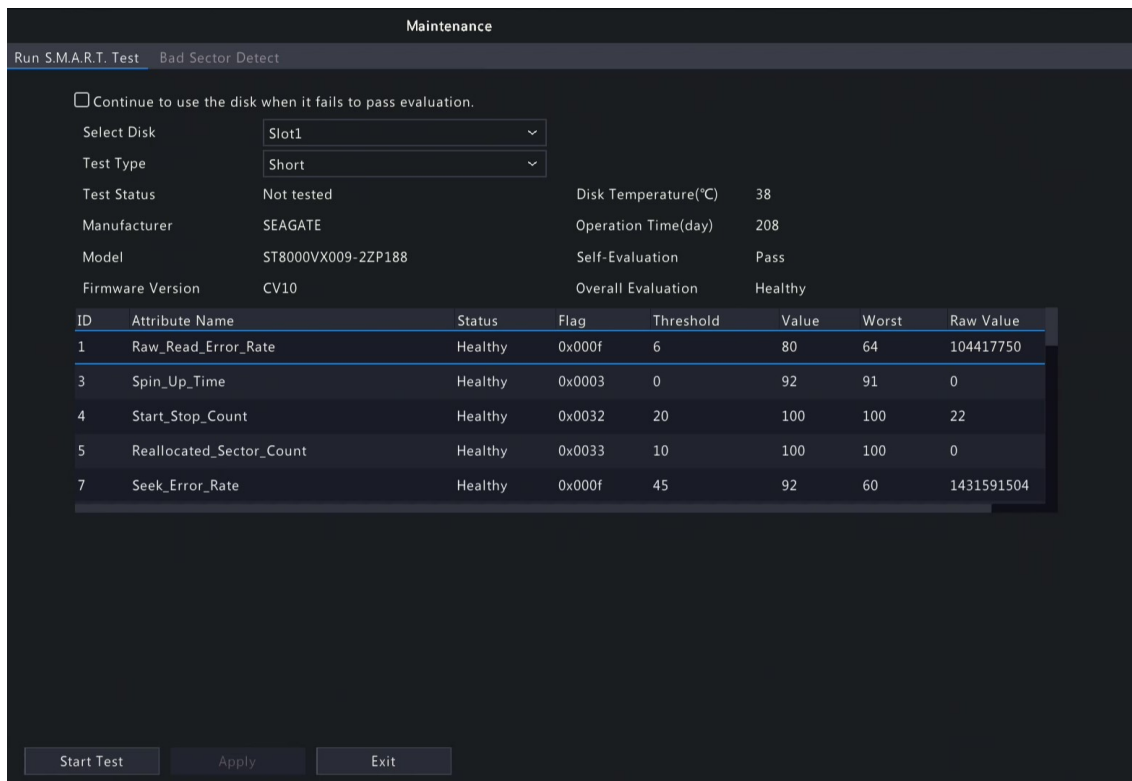 Maintenance
Run S.M.A.R.T. Test Bad Sector Detect
Continue to use the disk when it fails to pass evaluation.
Select Disk Slot1
Test Type Short
Test Status Not tested Disk Temperature(℃) 38
Manufacturer SEAGATE Operation Time(day) 208
Model ST8000VX009-2ZP188 Self-Evaluation Pass
Firmware Version CV10 Overall Evaluation Healthy
ID Attribute Name Status Flag Threshold Value Worst Raw Value
1 Raw_Read_Error_Rate Healthy 0x000f 6 80 64 104417750
3 Spin_Up_Time Healthy 0x0003 0 92 91 0
4 Start_Stop_Count Healthy 0x0032 20 100 100 22
5 Reallocated_Sector_Count Healthy 0x0033 10 100 100 0
7 Seek_Error_Rate Healthy 0x000f 45 92 60 1431591504
Start Test Apply Exit